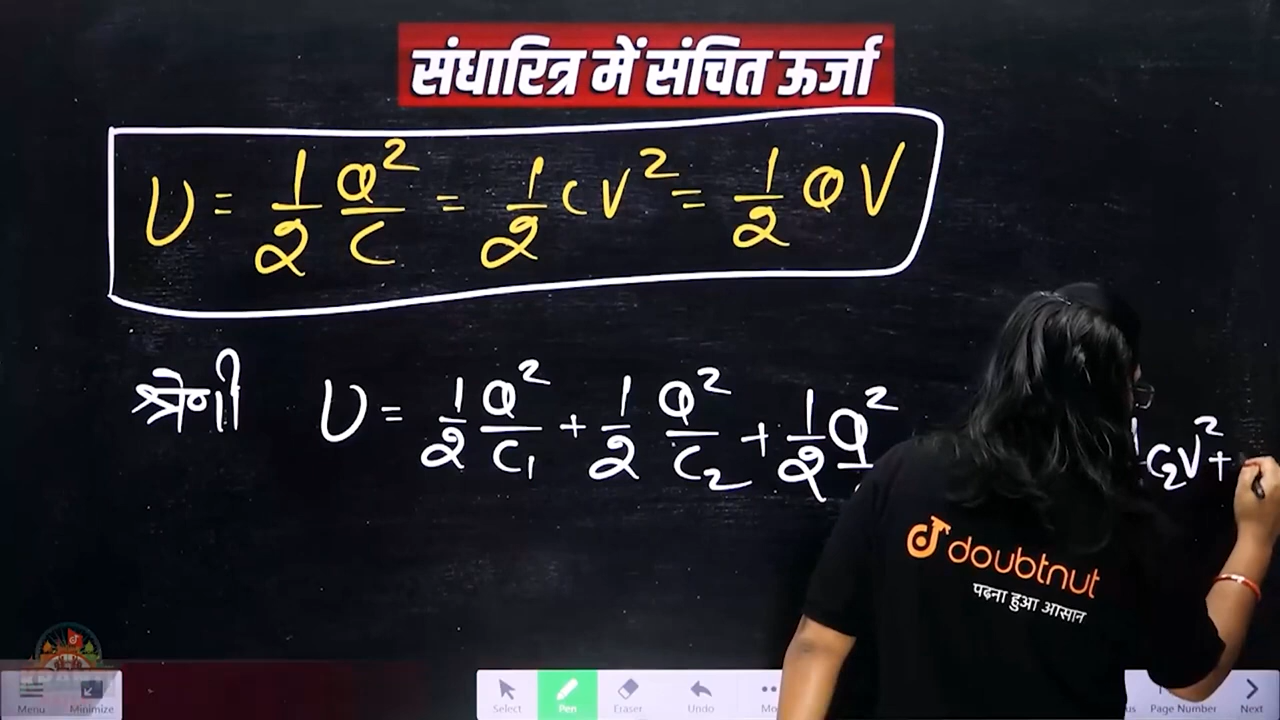 संधारित्र में संचित ऊर्जा
U = 1/2 Q²/C = 1/2 CV² = 1/2 QV
श्रेणी U = 1/2 Q²/C₁ + 1/2 Q²/C₂ + 1/2 Q² C₂V² +
doubtnut
पढ़ना हुआ आसान
Menu Minimize Select Pen Eraser Undo Page Number Next